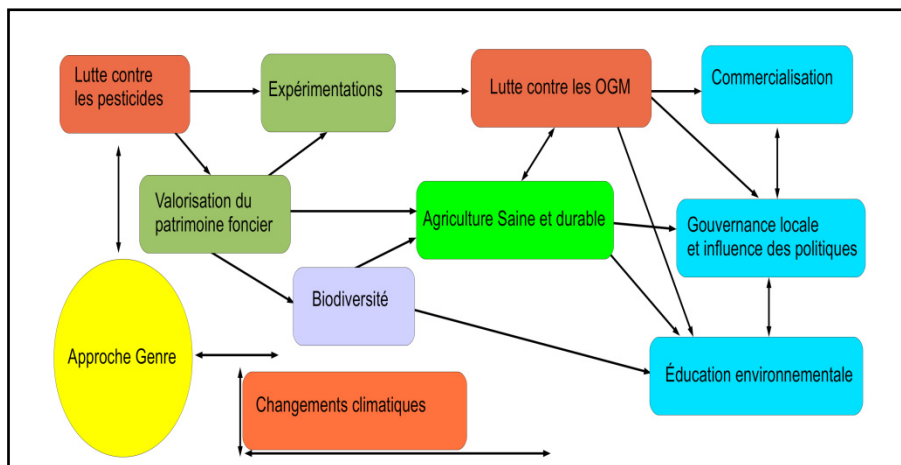 Lutte contre
les pesticides
Expérimentations
Lutte contre les OGM
Commercialisation
Valorisation du
patrimoine foncier
Agriculture Saine et durable
Gouvernance locale
et influence des politiques
Biodiversité
Approche Genre
Changements climatiques
Éducation environnementale